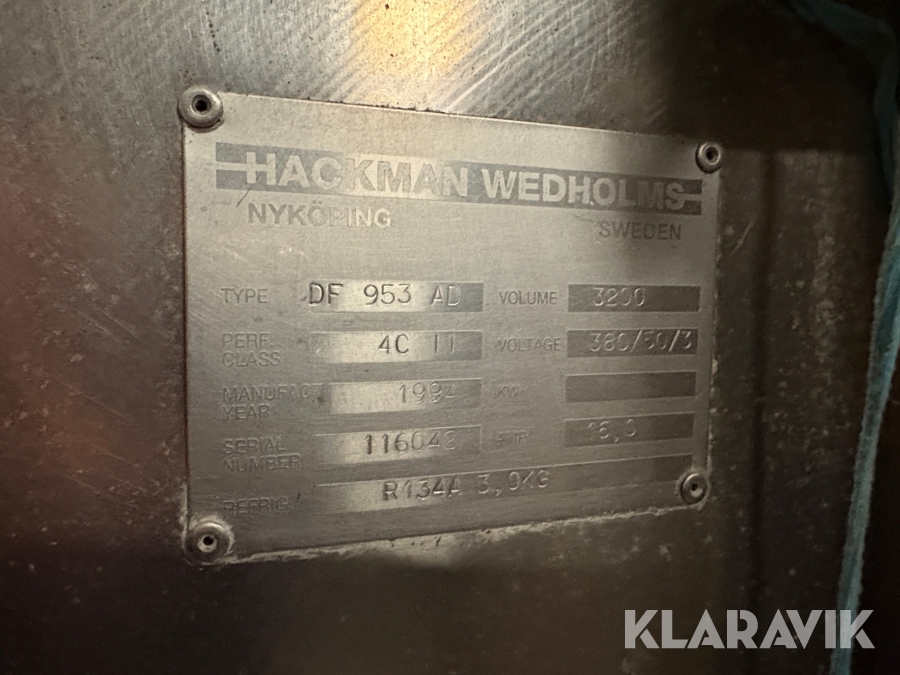 HACKMAN WEDHOLMS
NYKÖPING SWEDEN
TYPE DF 953 AD VOLUME 3200
PERF. CLASS 4C II VOLTAGE 380/50/3
MANUFACT YEAR 1994 KW
SERIAL NUMBER 116048 16,0
REFRIG. R134A 3,0KG
KLARAVIK